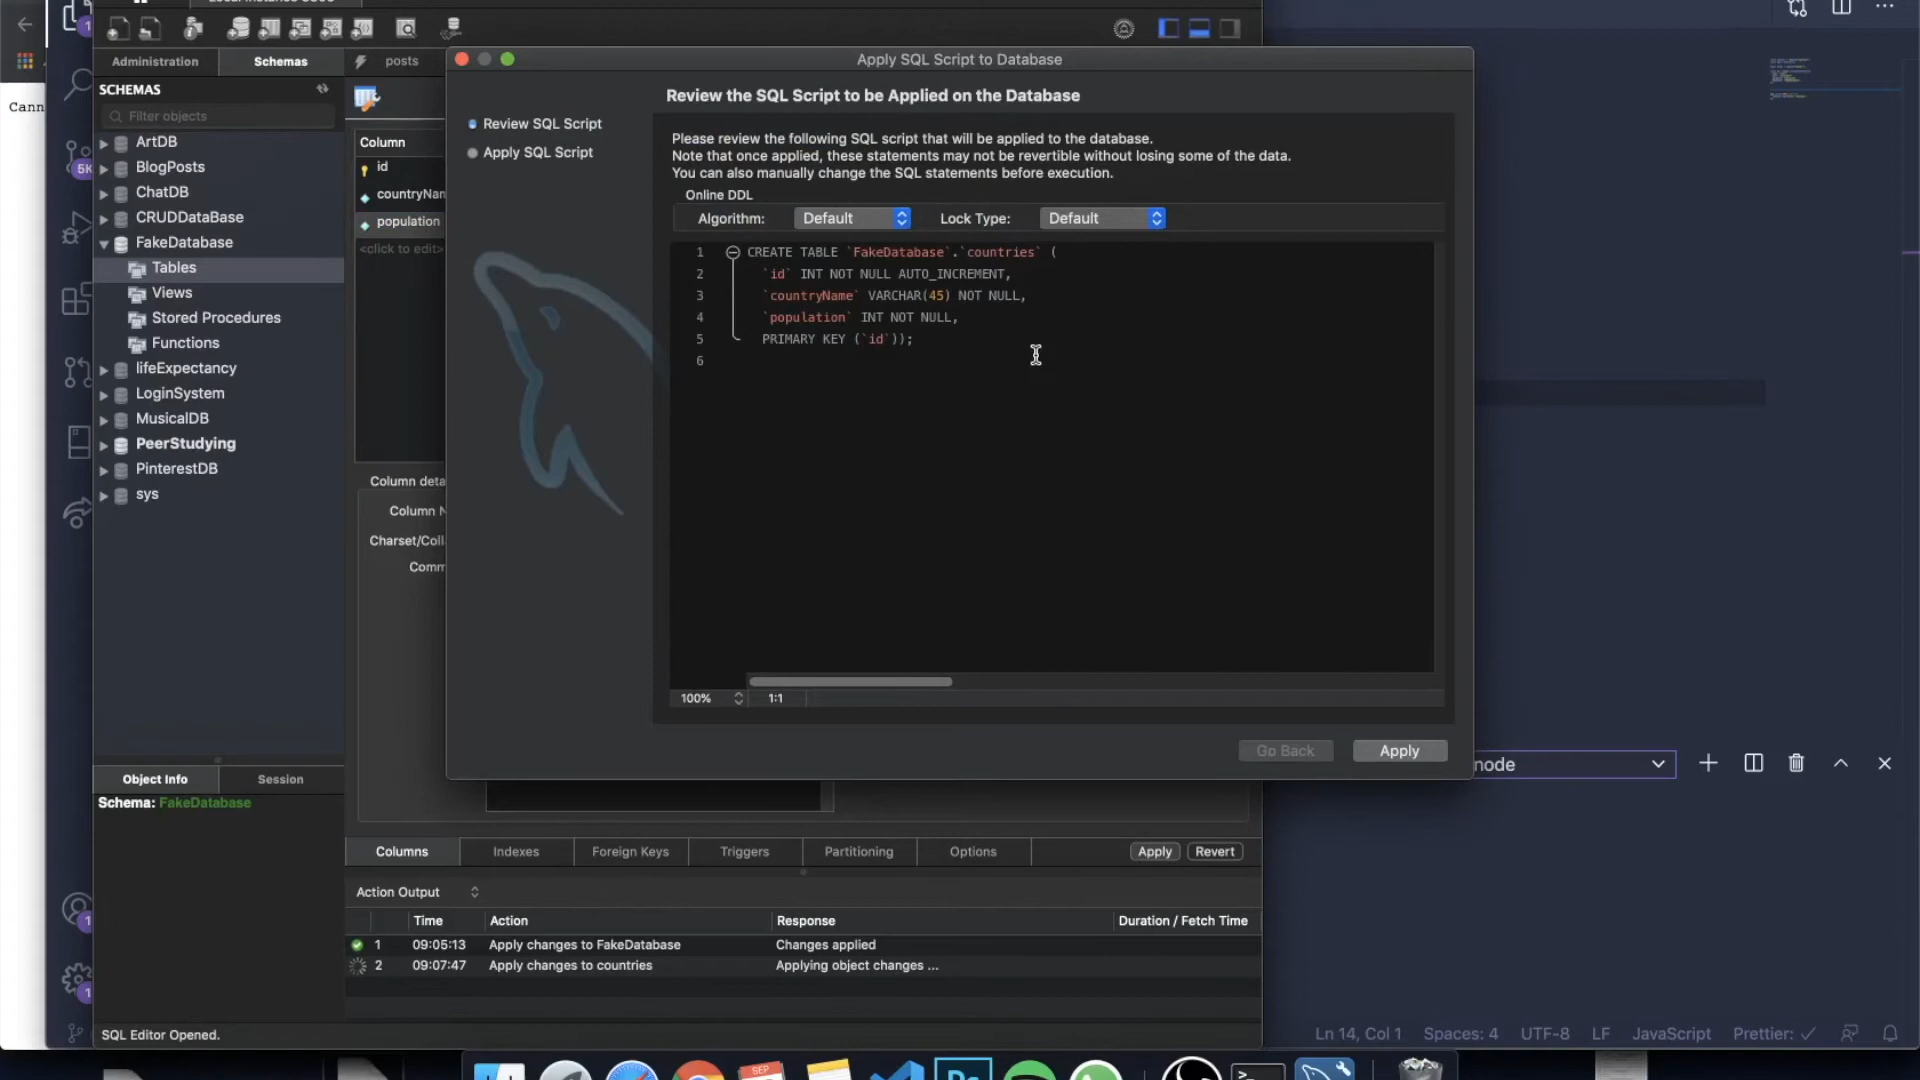 Administration
Schemas
posts
SCHEMAS
Filter objects
Cann
ArtDB
BlogPosts
ChatDB
CRUDDataBase
FakeDatabase
Tables
Views
Stored Procedures
Functions
lifeExpectancy
LoginSystem
MusicalDB
PeerStudying
PinterestDB
sys
Object Info
Session
Schema: FakeDatabase
SQL Editor Opened.
Column
id
countryNam
population
<click to edit>
Column deta
Column N
Charset/Coll
Comm
Apply SQL Script to Database
Review SQL Script
Apply SQL Script
Review the SQL Script to be Applied on the Database
Please review the following SQL script that will be applied to the database.
Note that once applied, these statements may not be revertible without losing some of the data.
You can also manually change the SQL statements before execution.
Online DDL
Algorithm: Default Lock Type: Default
1 CREATE TABLE `FakeDatabase`.`countries` (
2 `id` INT NOT NULL AUTO_INCREMENT,
3 `countryName` VARCHAR(45) NOT NULL,
4 `population` INT NOT NULL,
5 PRIMARY KEY (`id`));
6
100% 1:1
Go Back Apply
node
Columns Indexes Foreign Keys Triggers Partitioning Options Apply Revert
Action Output
Time Action Response Duration / Fetch Time
1 09:05:13 Apply changes to FakeDatabase Changes applied
2 09:07:47 Apply changes to countries Applying object changes ...
Ln 14, Col 1 Spaces: 4 UTF-8 LF JavaScript Prettier: ✓
SEP